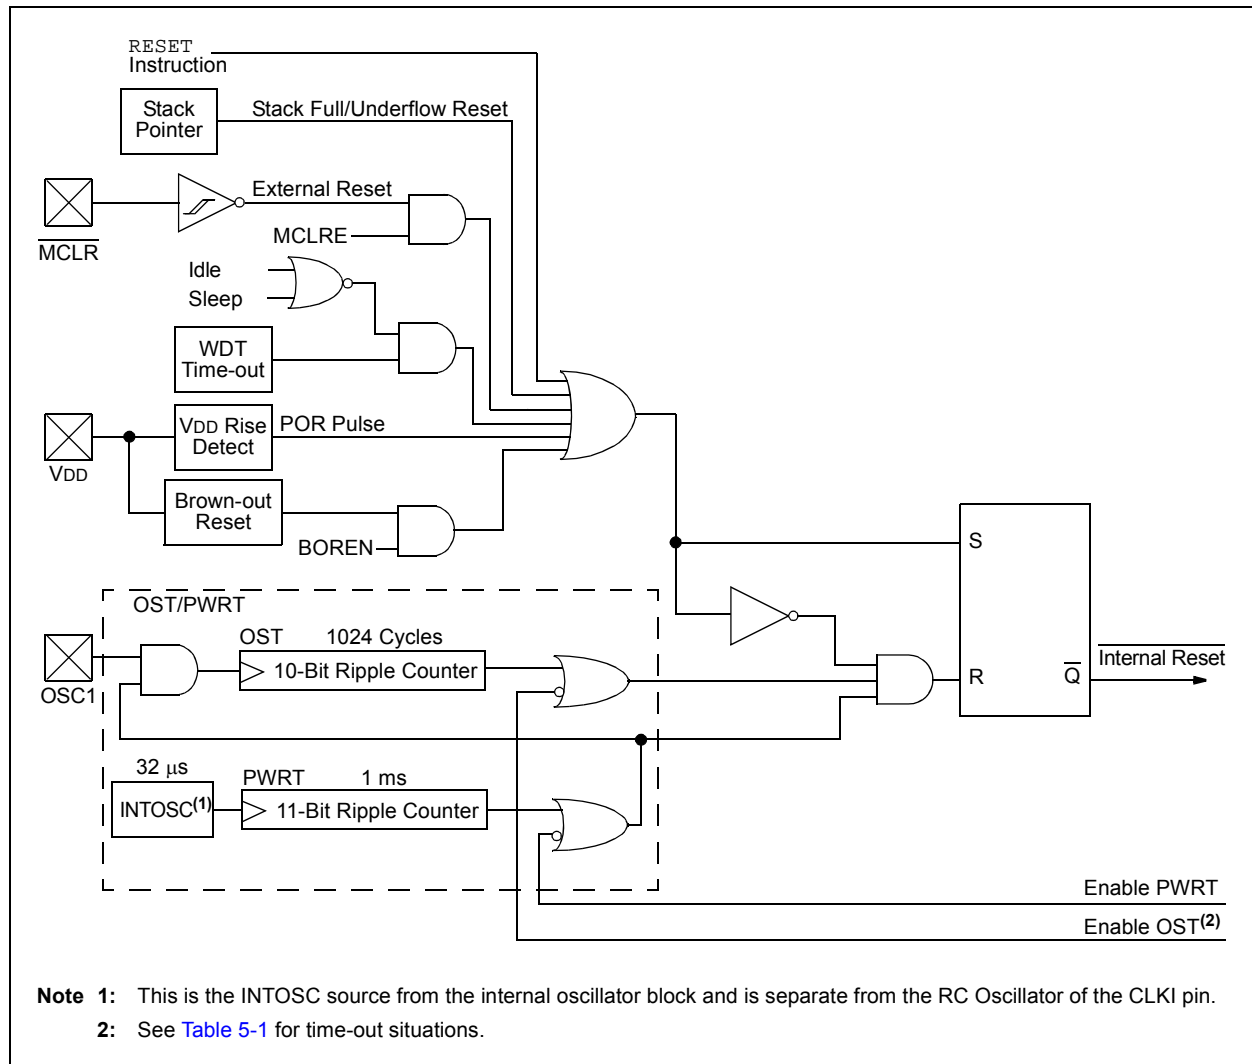 RESET
Instruction
Stack
Pointer
Stack Full/Underflow Reset
External Reset
MCLR
MCLRE
Idle
Sleep
WDT
Time-out
VDD
VDD Rise
Detect
POR Pulse
Brown-out
Reset
BOREN
S
R
Q
Internal Reset
OST/PWRT
OSC1
OST
1024 Cycles
10-Bit Ripple Counter
32 μs
INTOSC(1)
PWRT
1 ms
11-Bit Ripple Counter
Enable PWRT
Enable OST(2)
Note 1: This is the INTOSC source from the internal oscillator block and is separate from the RC Oscillator of the CLKI pin.
2: See Table 5-1 for time-out situations.